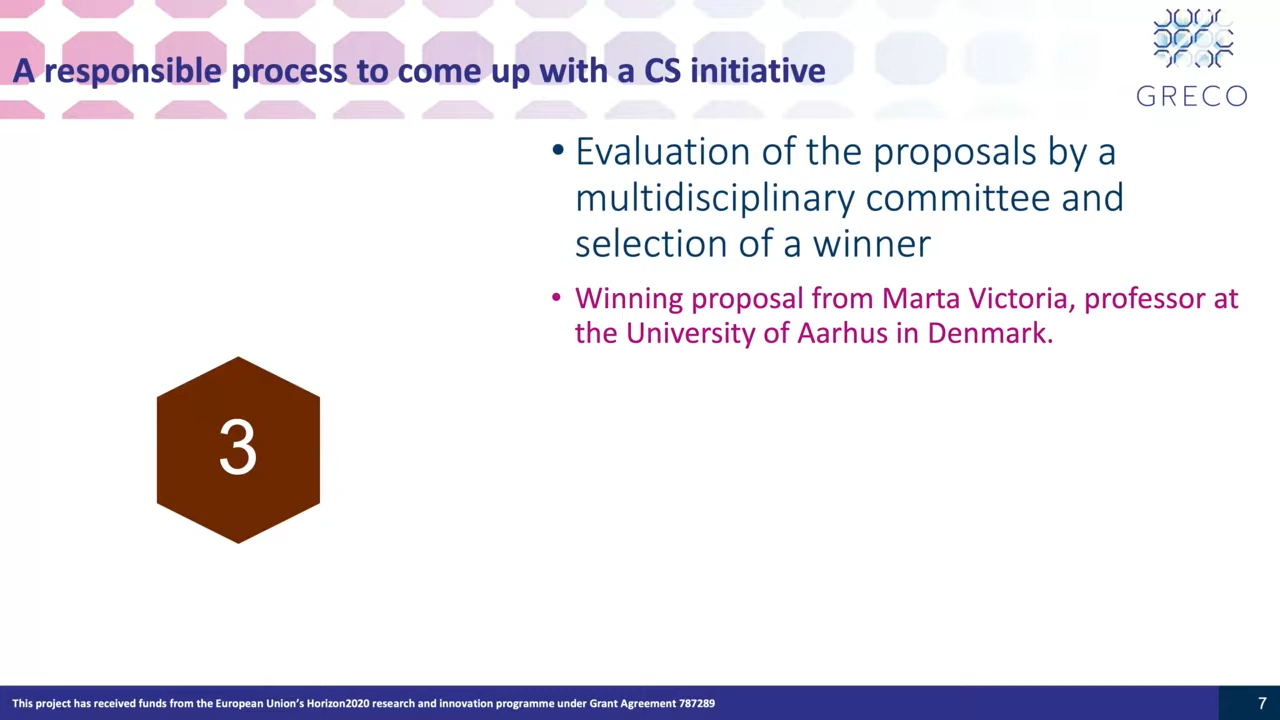 A responsible process to come up with a CS initiative
GRECO
• Evaluation of the proposals by a
multidisciplinary committee and
selection of a winner
• Winning proposal from Marta Victoria, professor at
the University of Aarhus in Denmark.
3
This project has received funds from the European Union's Horizon2020 research and innovation programme under Grant Agreement 787289
7